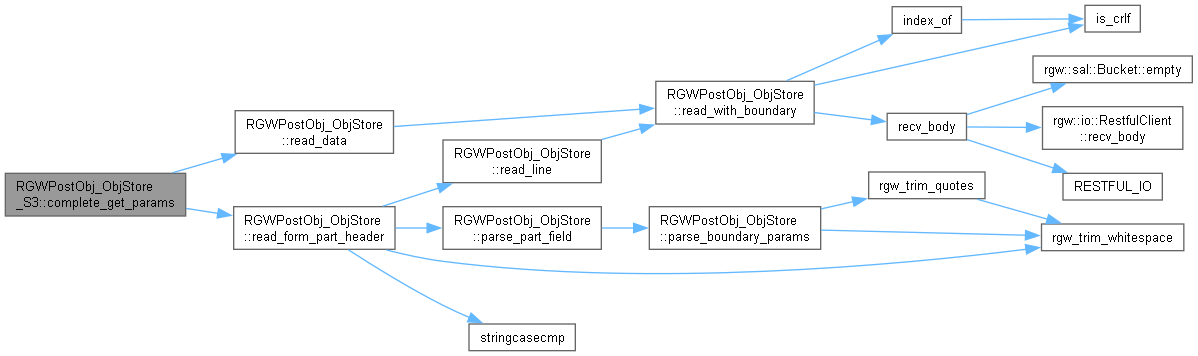 RGWPostObj_ObjStore
_S3::complete_get_params
RGWPostObj_ObjStore
::read_data
RGWPostObj_ObjStore
::read_form_part_header
RGWPostObj_ObjStore
::read_line
RGWPostObj_ObjStore
::parse_part_field
stringcasecmp
RGWPostObj_ObjStore
::read_with_boundary
RGWPostObj_ObjStore
::parse_boundary_params
index_of
recv_body
rgw_trim_quotes
is_crlf
rgw::sal::Bucket::empty
rgw::io::RestfulClient
::recv_body
RESTFUL_IO
rgw_trim_whitespace